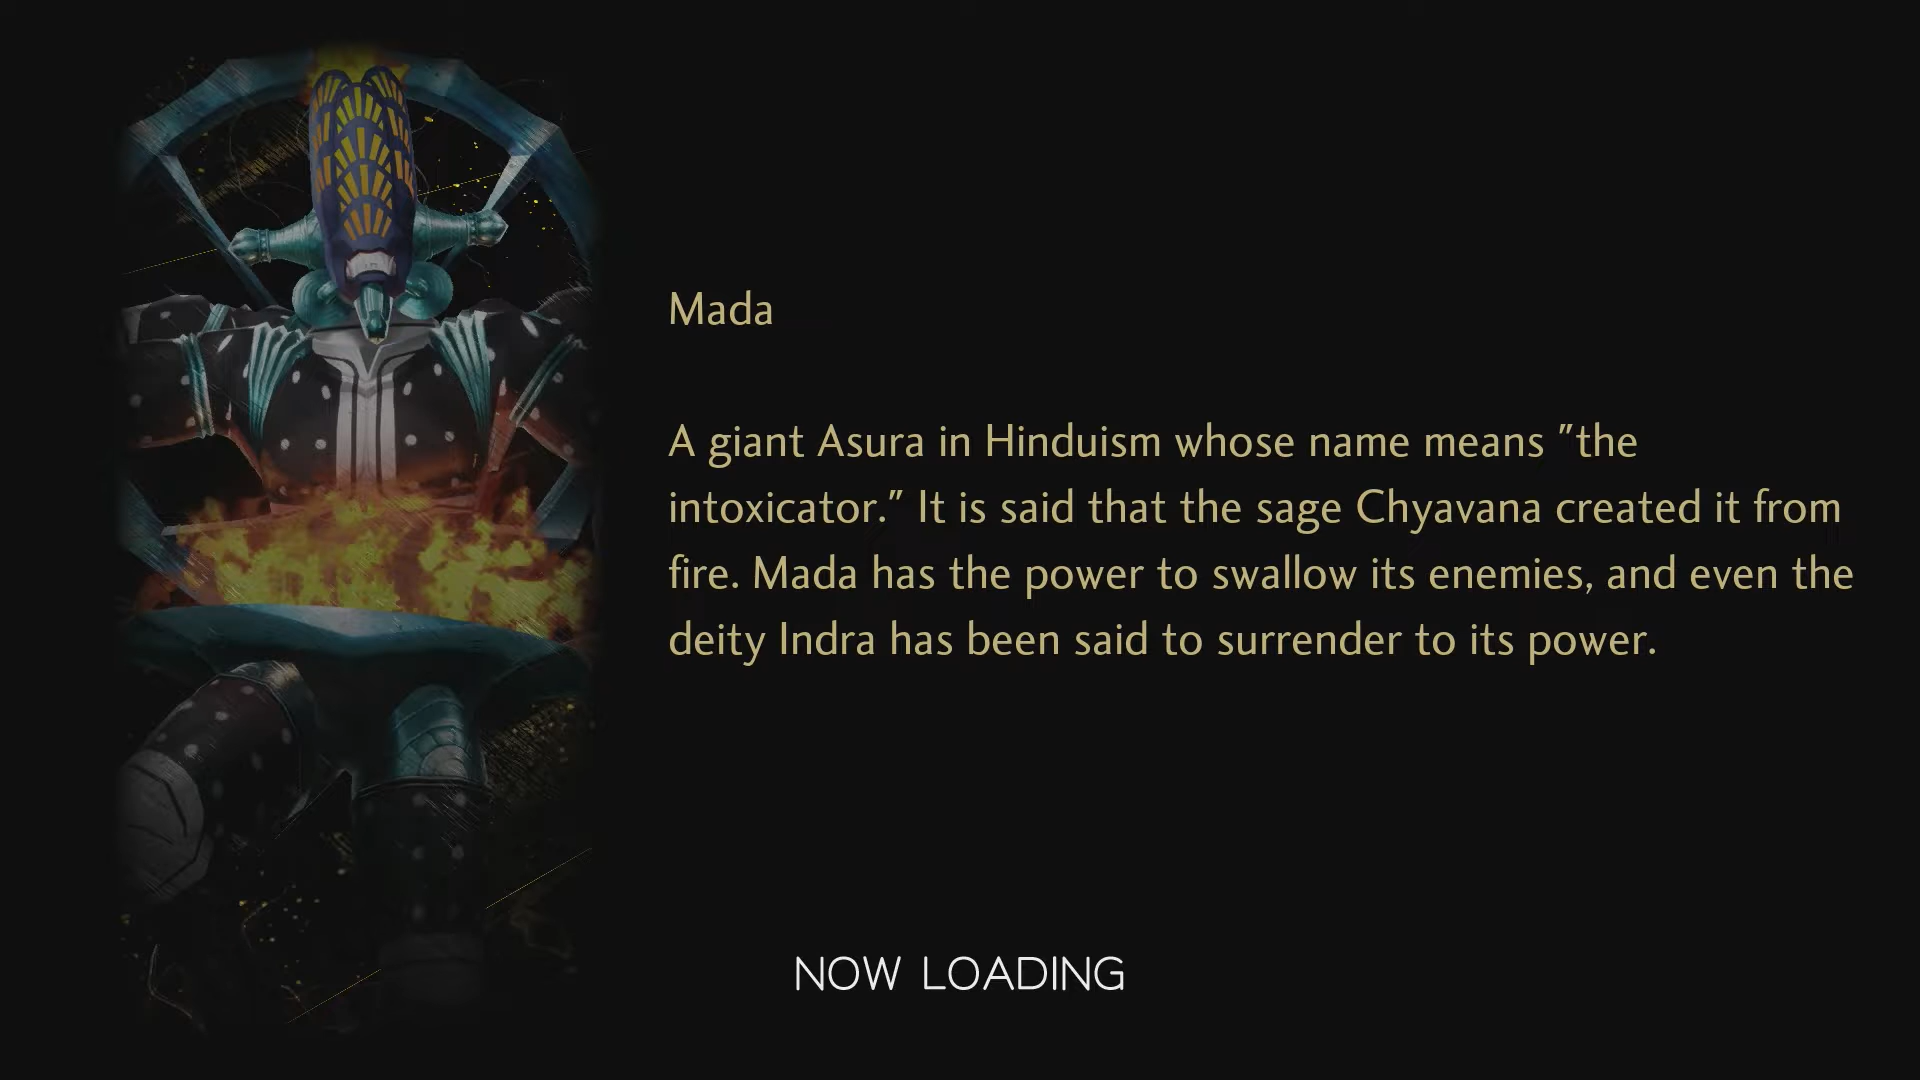 Mada
A giant Asura in Hinduism whose name means "the
intoxicator." It is said that the sage Chyavana created it from
fire. Mada has the power to swallow its enemies, and even the
deity Indra has been said to surrender to its power.
NOW LOADING